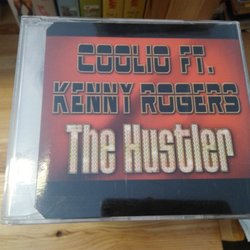 COOLIO FT.
KENNY ROGERS
The Hustler